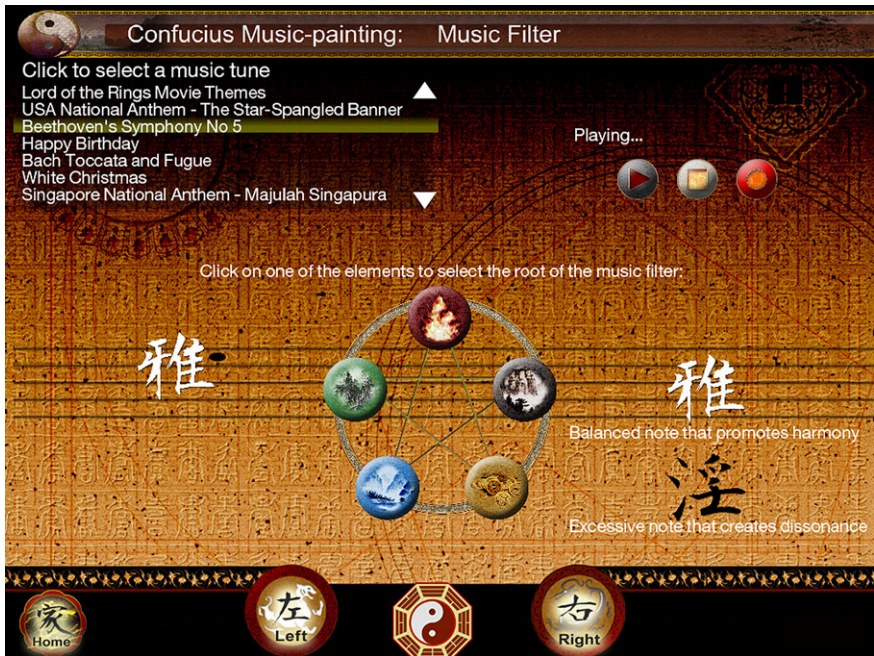 Confucius Music-painting: Music Filter
Click to select a music tune
Lord of the Rings Movie Themes
USA National Anthem - The Star-Spangled Banner
Beethoven's Symphony No 5
Happy Birthday
Bach Toccata and Fugue
White Christmas
Singapore National Anthem - Majulah Singapura
Playing...
Click on one of the elements to select the root of the music filter:
雅
雅
Balanced note that promotes harmony
淫
Excessive note that creates dissonance
家
Home
左
Left
右
Right